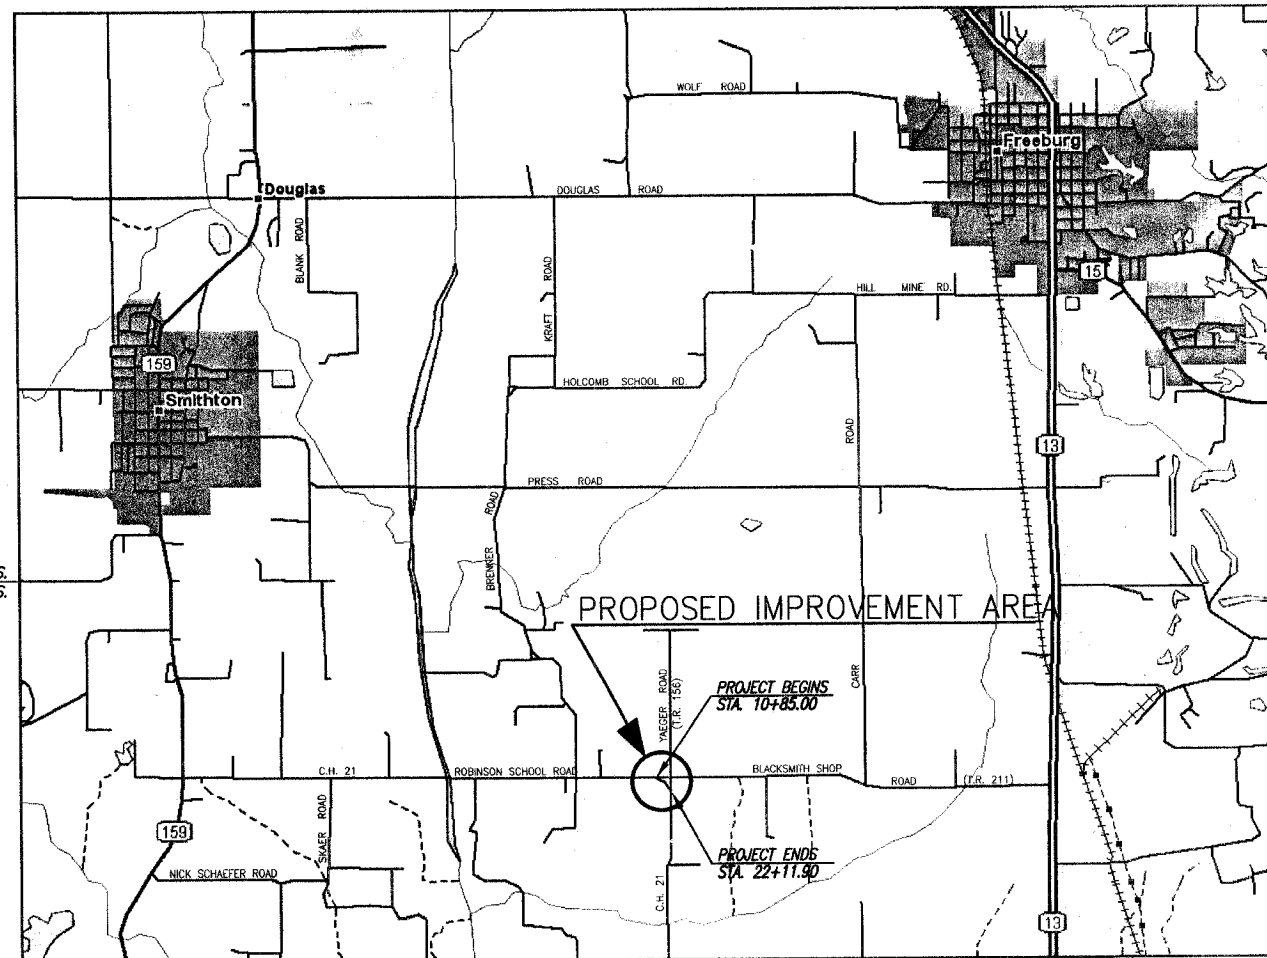 WOLF ROAD
Freeburg
Douglas
DOUGLAS ROAD
BLANK ROAD
KRAFT ROAD
15
HILL MINE RD.
159
Smithton
HOLCOMB SCHOOL RD.
CARR ROAD
13
PRESS ROAD
BREMMER ROAD
PROPOSED IMPROVEMENT AREA
YAEGER ROAD
(T.R. 156)
PROJECT BEGINS
STA. 10+85.00
C.H. 21
ROBINSON SCHOOL ROAD
BLACKSMITH SHOP ROAD (T.R. 211)
SKAER ROAD
159
PROJECT ENDS
STA. 22+11.90
NICK SCHAEFER ROAD
C.H. 21
13